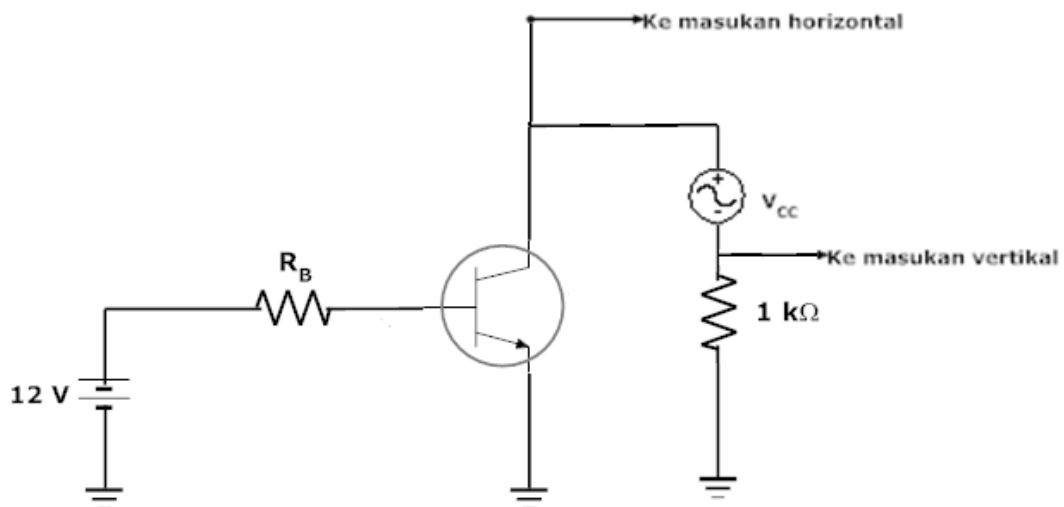 Ke masukan horizontal
+
-
V_CC
Ke masukan vertikal
R_B
1 kΩ
12 V